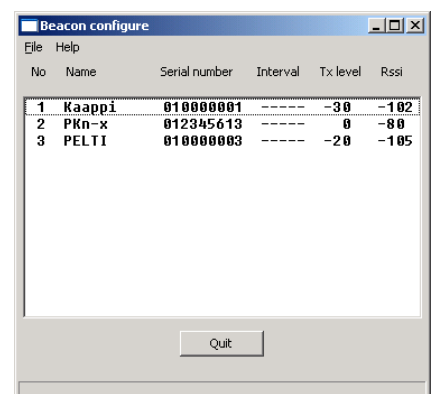 Beacon configure
File Help
No Name Serial number Interval Tx level Rssi
1 Kaappi 010000001 ----- -30 -102
2 PKn-x 012345613 ----- 0 -80
3 PELTI 010000003 ----- -20 -105
Quit